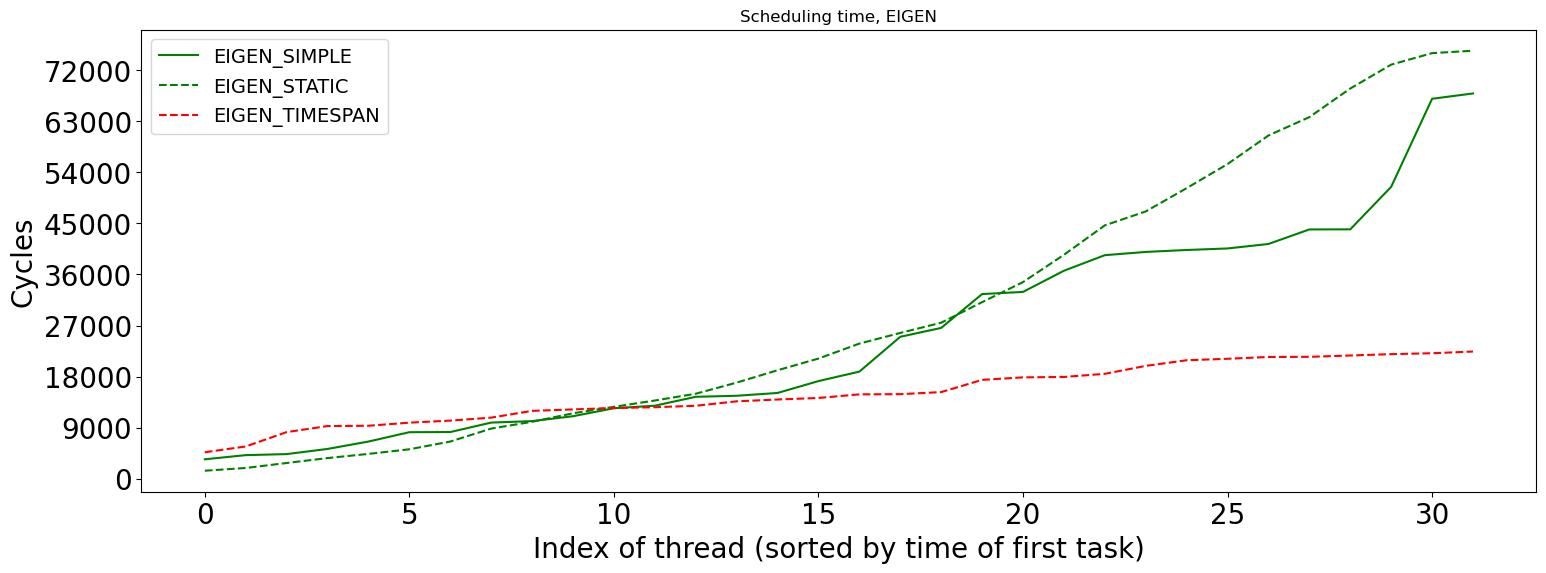 Scheduling time, EIGEN
EIGEN_SIMPLE
EIGEN_STATIC
EIGEN_TIMESPAN
72000
63000
54000
45000
36000
27000
18000
9000
0
Cycles
0 5 10 15 20 25 30
Index of thread (sorted by time of first task)